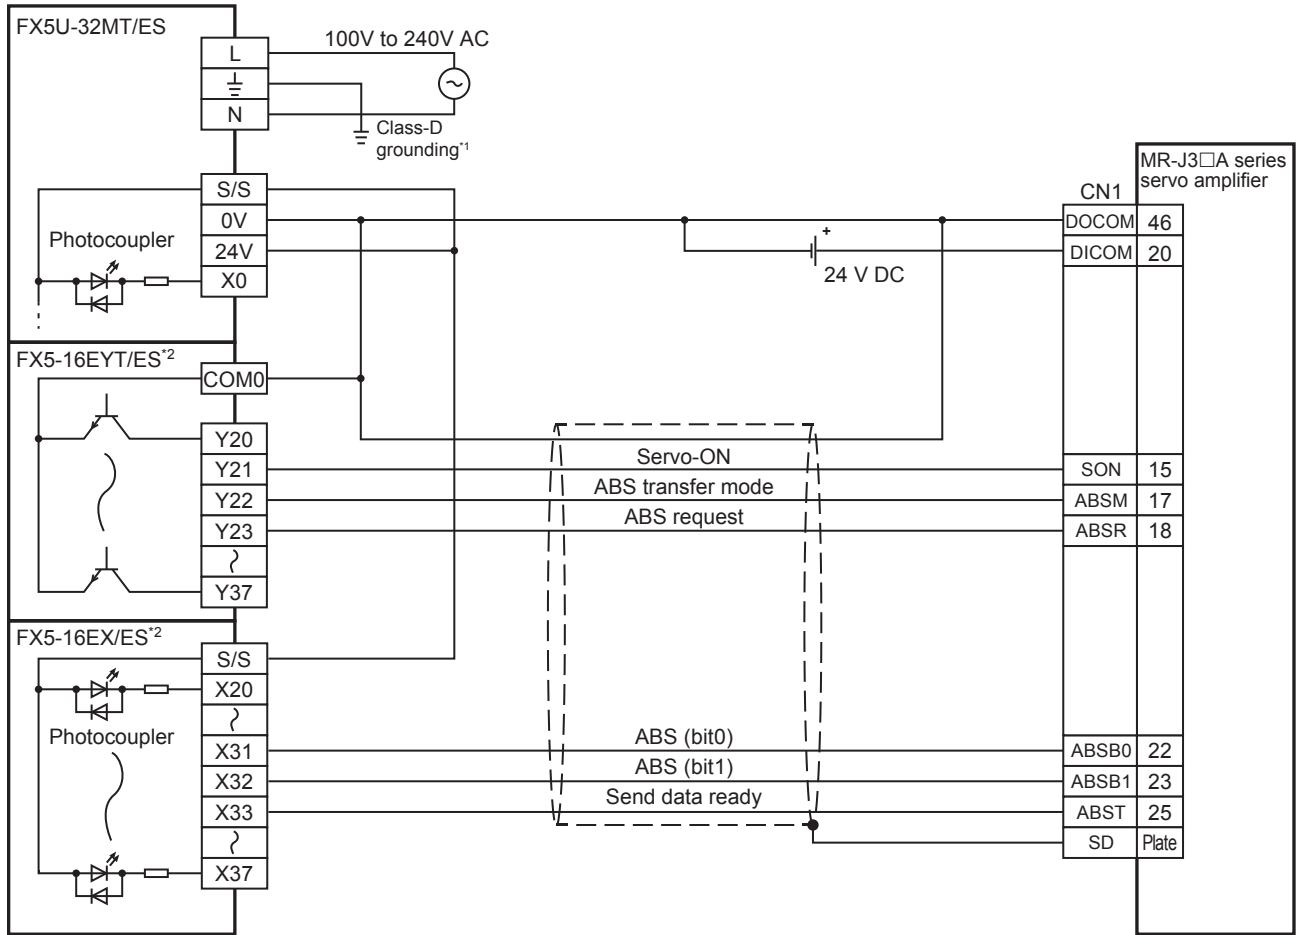 FX5U-32MT/ES
L
100V to 240V AC
N
Class-D
grounding*1
S/S
0V
24V
X0
Photocoupler
MR-J3□A series
servo amplifier
CN1
DOCOM 46
DICOM 20
+
24 V DC
FX5-16EYT/ES*2
COM0
Y20
Y21
Y22
Y23
Y37
Servo-ON
ABS transfer mode
ABS request
SON 15
ABSM 17
ABSR 18
FX5-16EX/ES*2
S/S
X20
Photocoupler
X31
X32
X33
X37
ABS (bit0)
ABS (bit1)
Send data ready
ABSB0 22
ABSB1 23
ABST 25
SD Plate